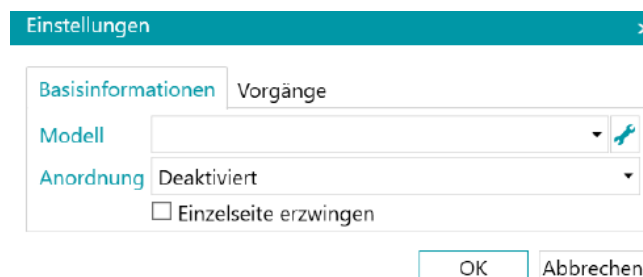 Einstellungen
Basisinformationen Vorgänge
Modell
Anordnung Deaktiviert
Einzelseite erzwingen
OK Abbrechen